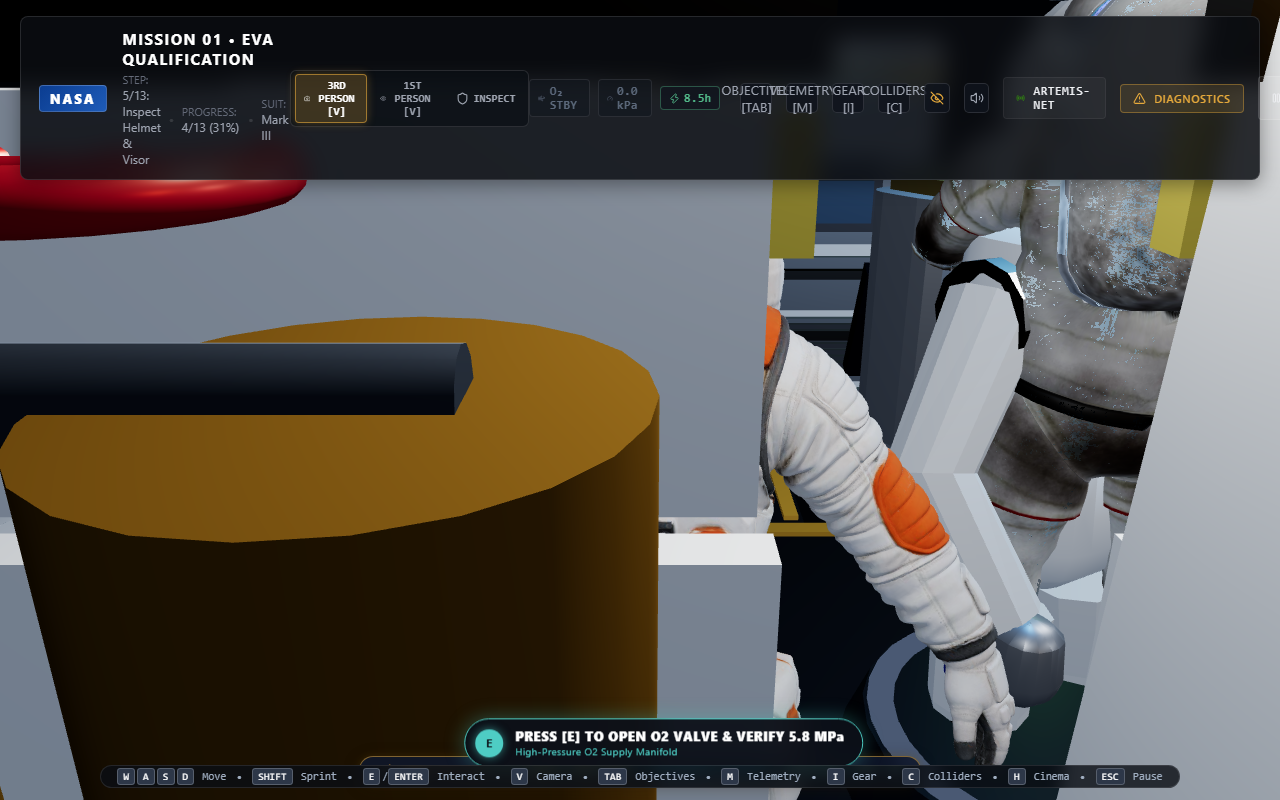 NASA
MISSION 01 • EVA
QUALIFICATION
STEP:
5/13:
Inspect
Helmet
&
Visor
•
PROGRESS:
4/13 (31%)
•
SUIT:
Mark
III
3RD
PERSON
[V]
1ST
PERSON
[V]
INSPECT
O₂
STBY
0.0
kPa
8.5h
[TAB]
TELEMETRY
[M]
GEAR
[I]
COLLIDERS
[C]
ARTEMIS-
NET
DIAGNOSTICS
E
PRESS [E] TO OPEN O2 VALVE & VERIFY 5.8 MPa
High-Pressure O2 Supply Manifold
W A S D Move • SHIFT Sprint • E / ENTER Interact • V Camera • TAB Objectives • M Telemetry • I Gear • C Colliders • H Cinema • ESC Pause